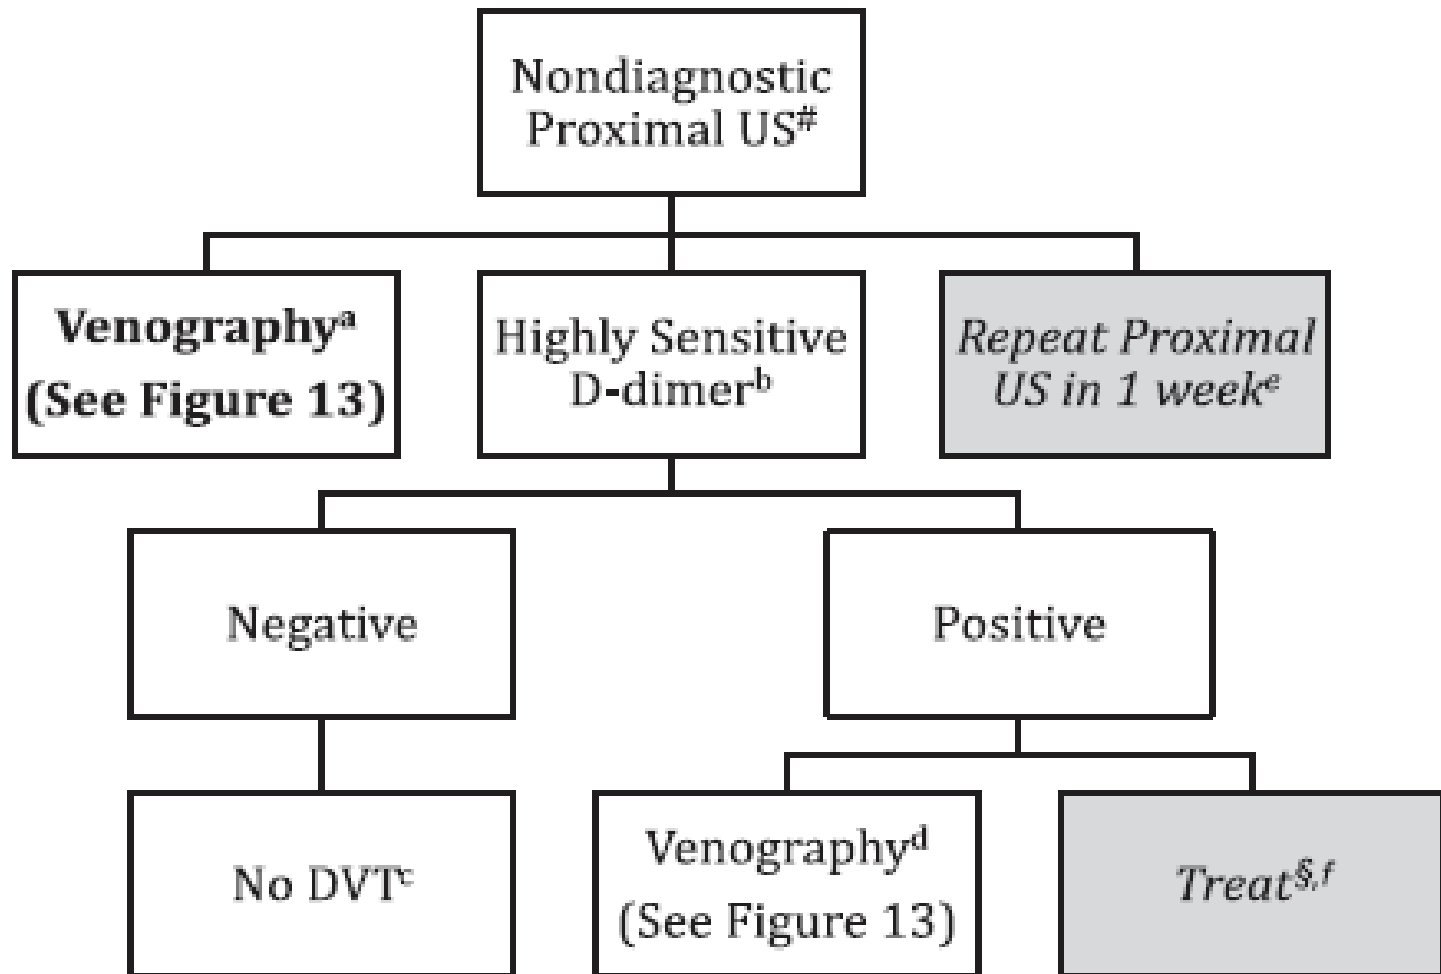 Nondiagnostic
Proximal US#
Venographyᵃ
(See Figure 13)
Highly Sensitive
D-dimerᵇ
Repeat Proximal
US in 1 weekᵉ
Negative
Positive
No DVTᶜ
Venographyᵈ
(See Figure 13)
Treat§,ᶠ